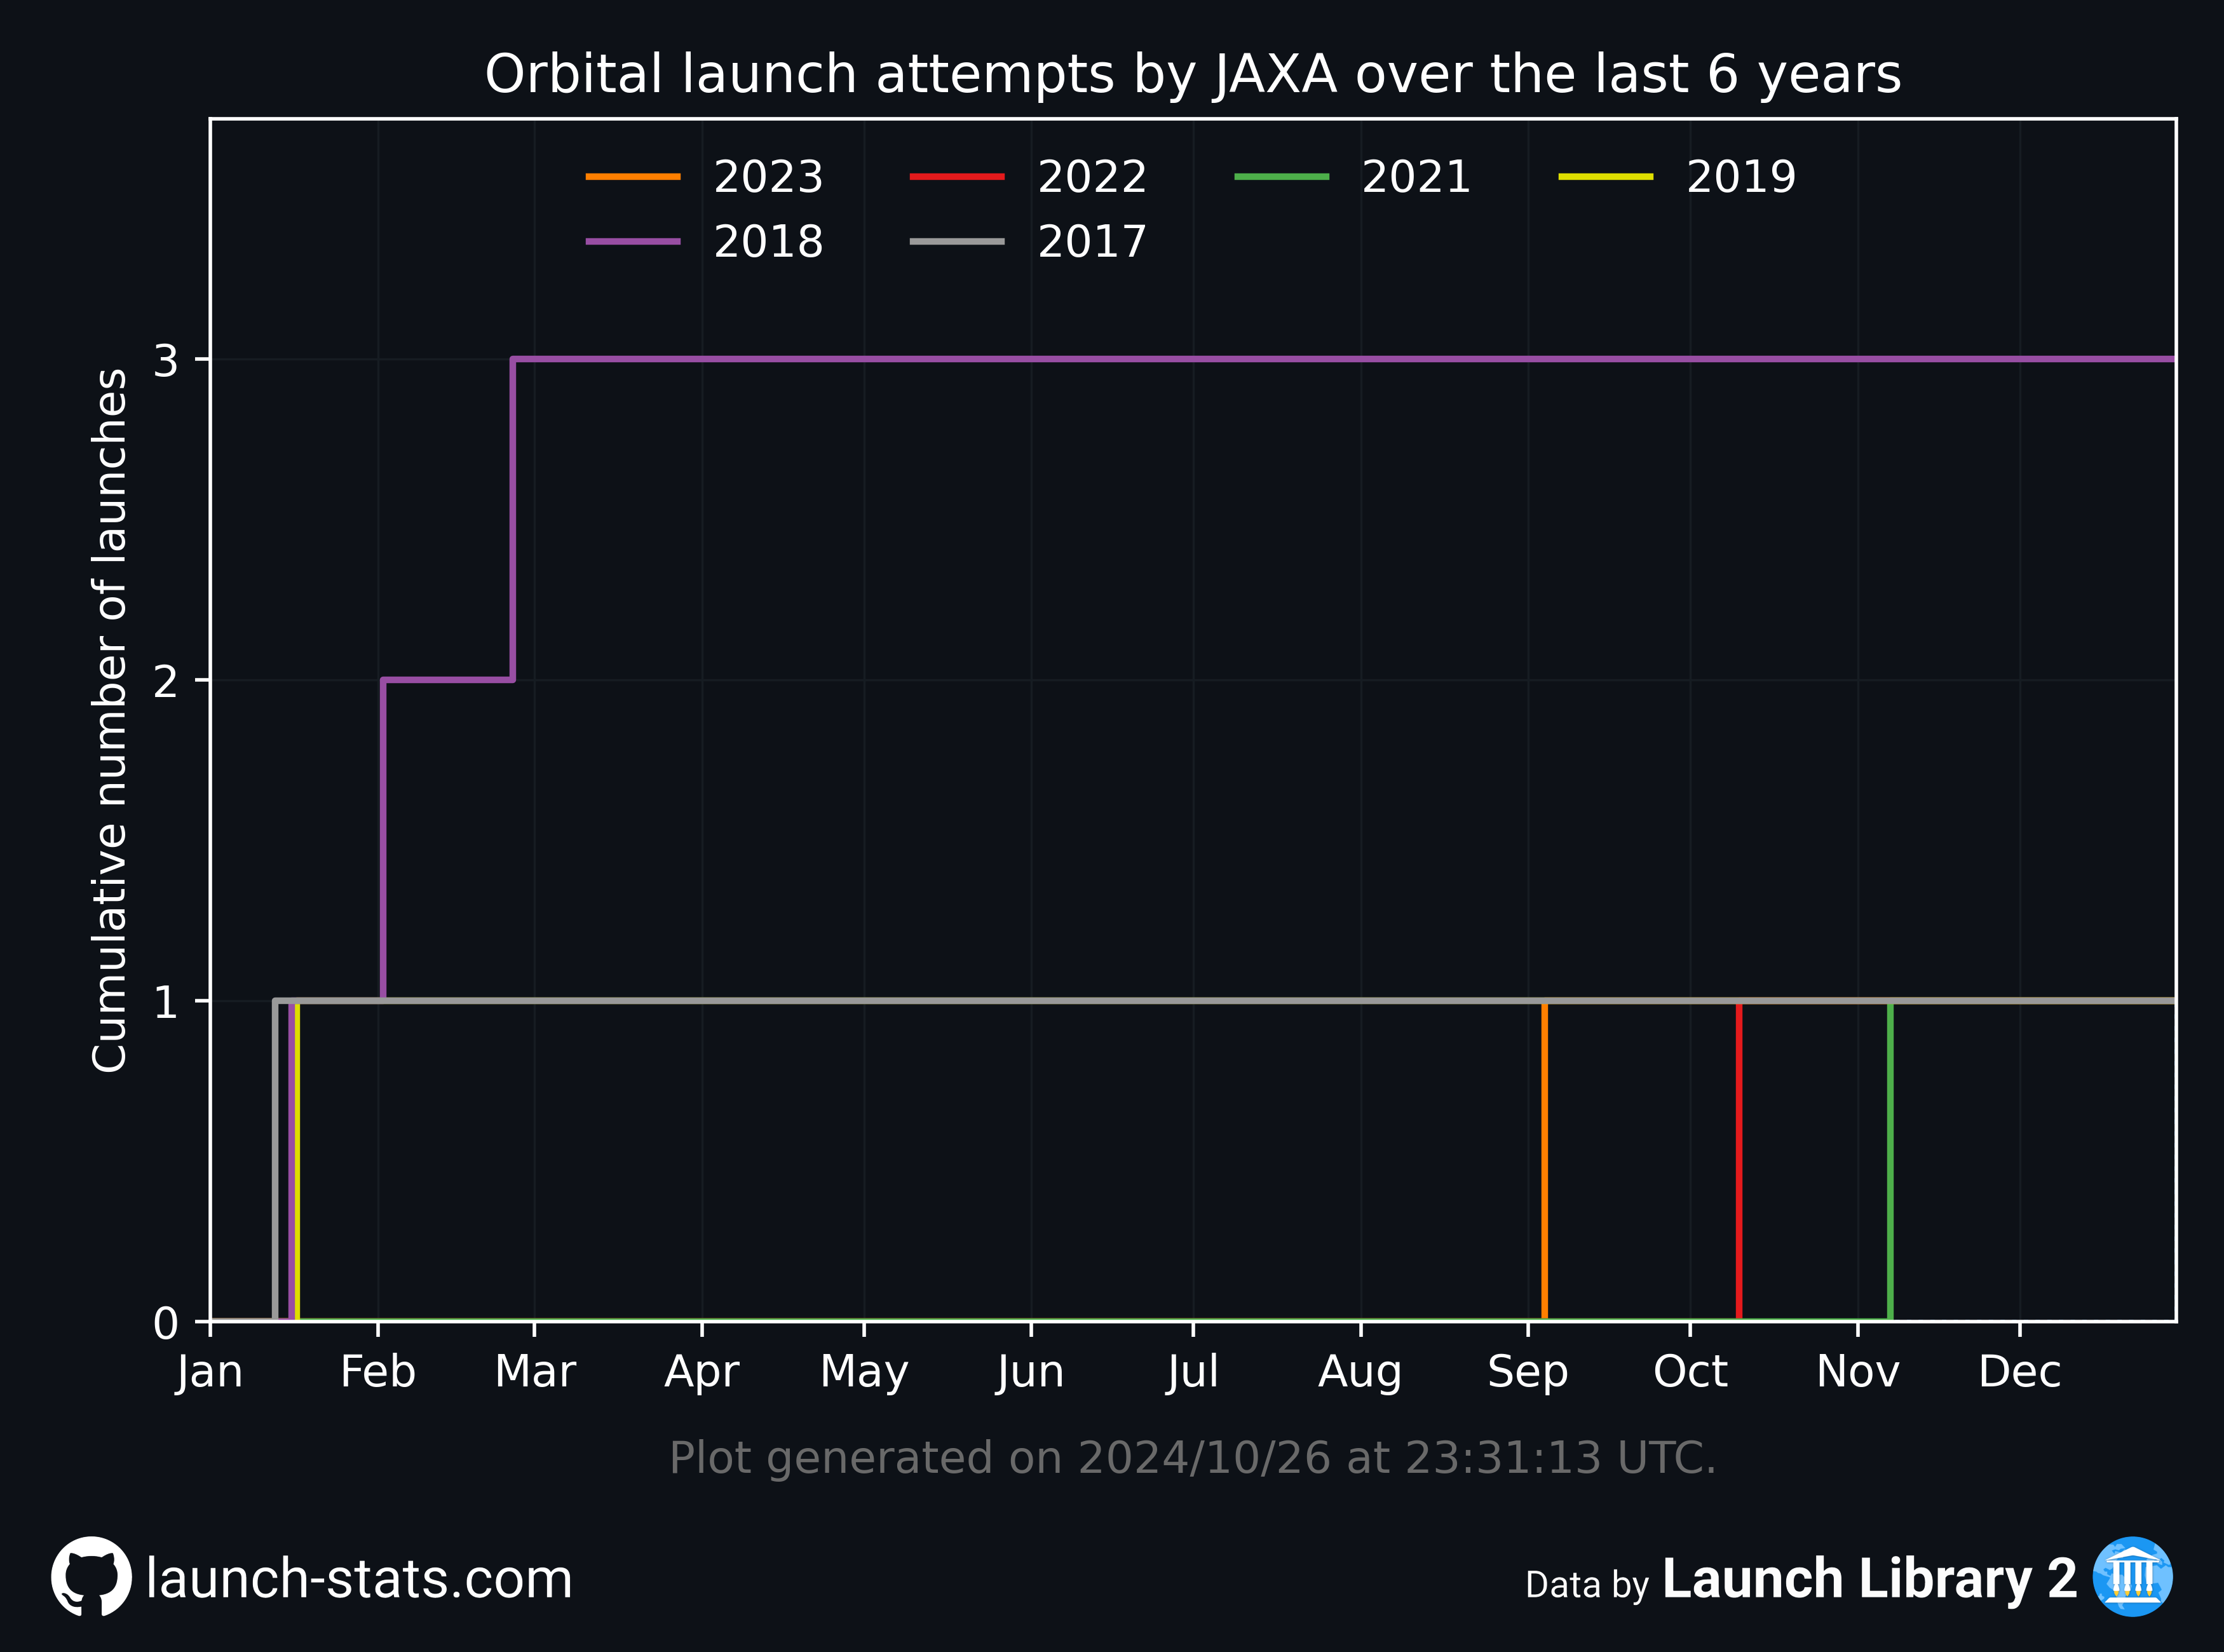 Orbital launch attempts by JAXA over the last 6 years
2023 2022 2021 2019
2018 2017
Cumulative number of launches
3
2
1
0
Jan Feb Mar Apr May Jun Jul Aug Sep Oct Nov Dec
Plot generated on 2024/10/26 at 23:31:13 UTC.
launch-stats.com
Data by Launch Library 2